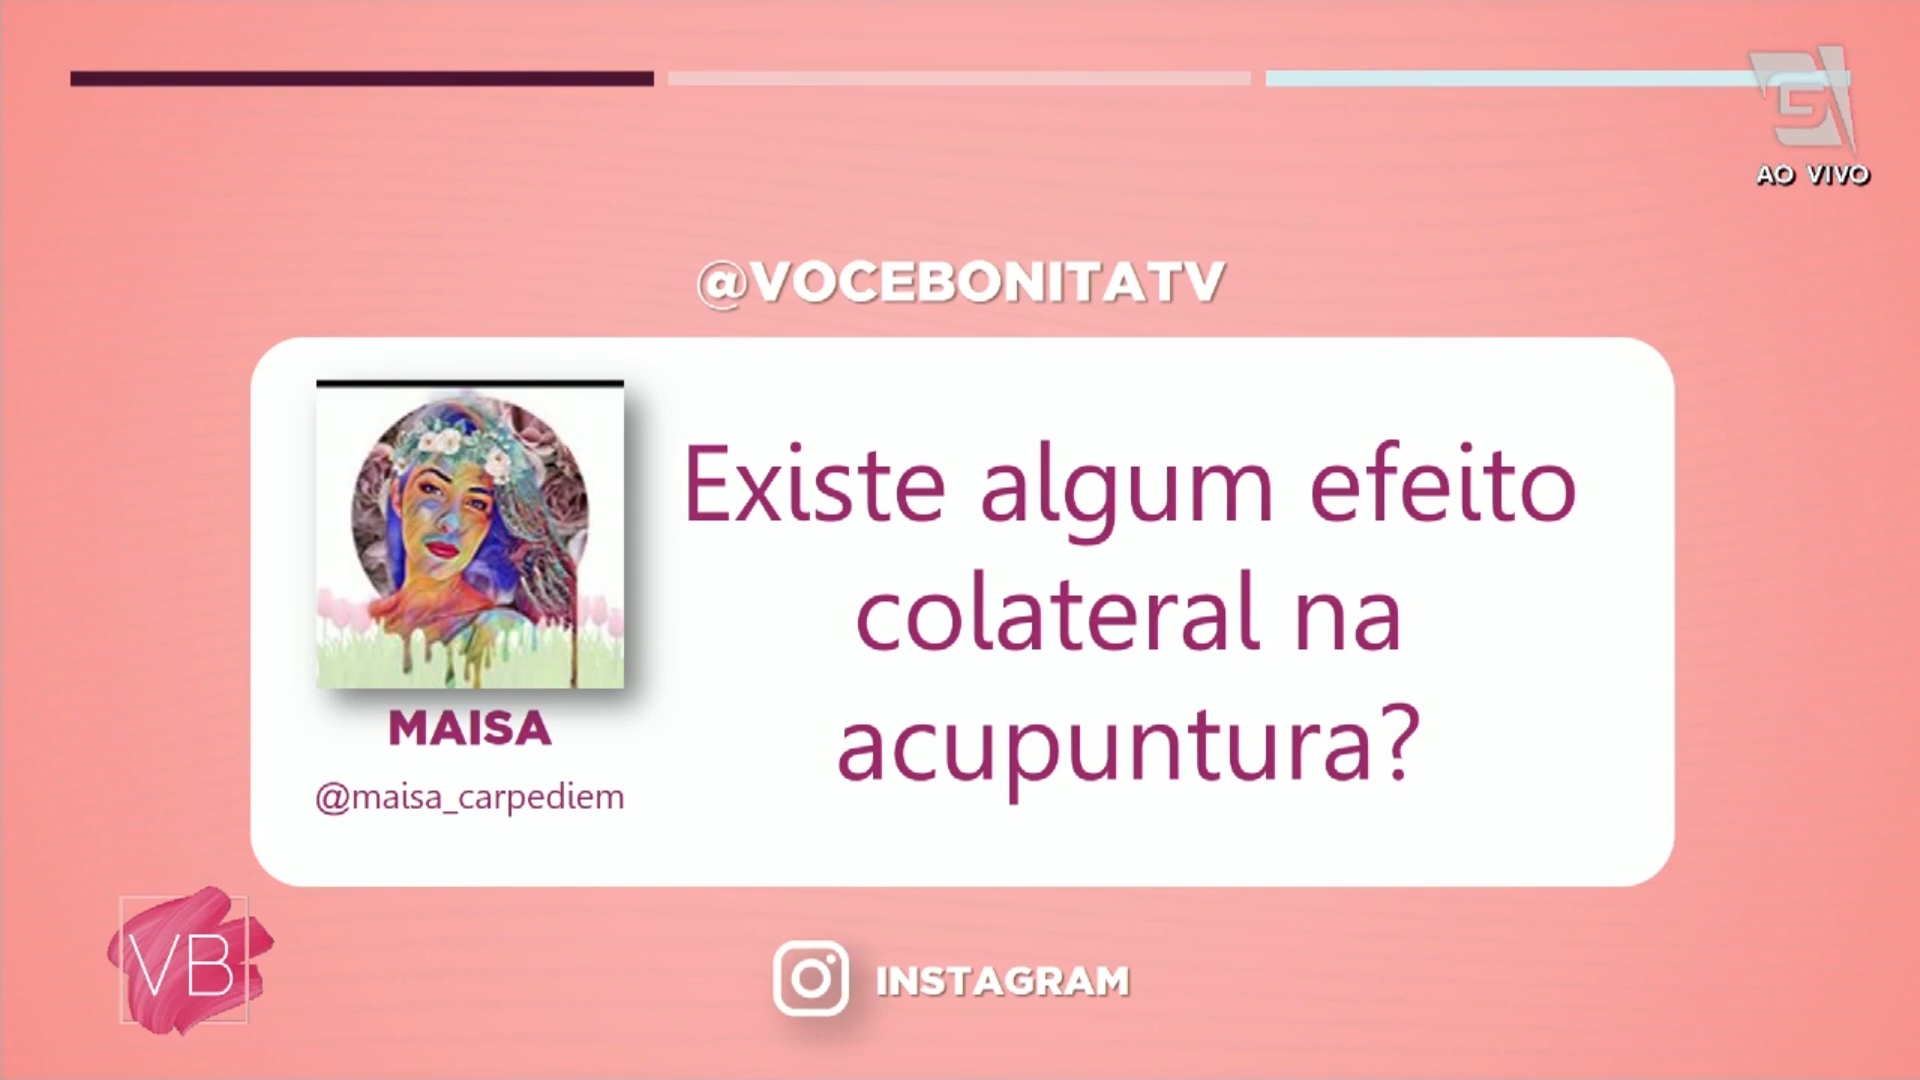 AO VIVO
@VOCEBONITATV
Existe algum efeito
colateral na
acupuntura?
MAISA
@maisa_carpediem
VB
INSTAGRAM